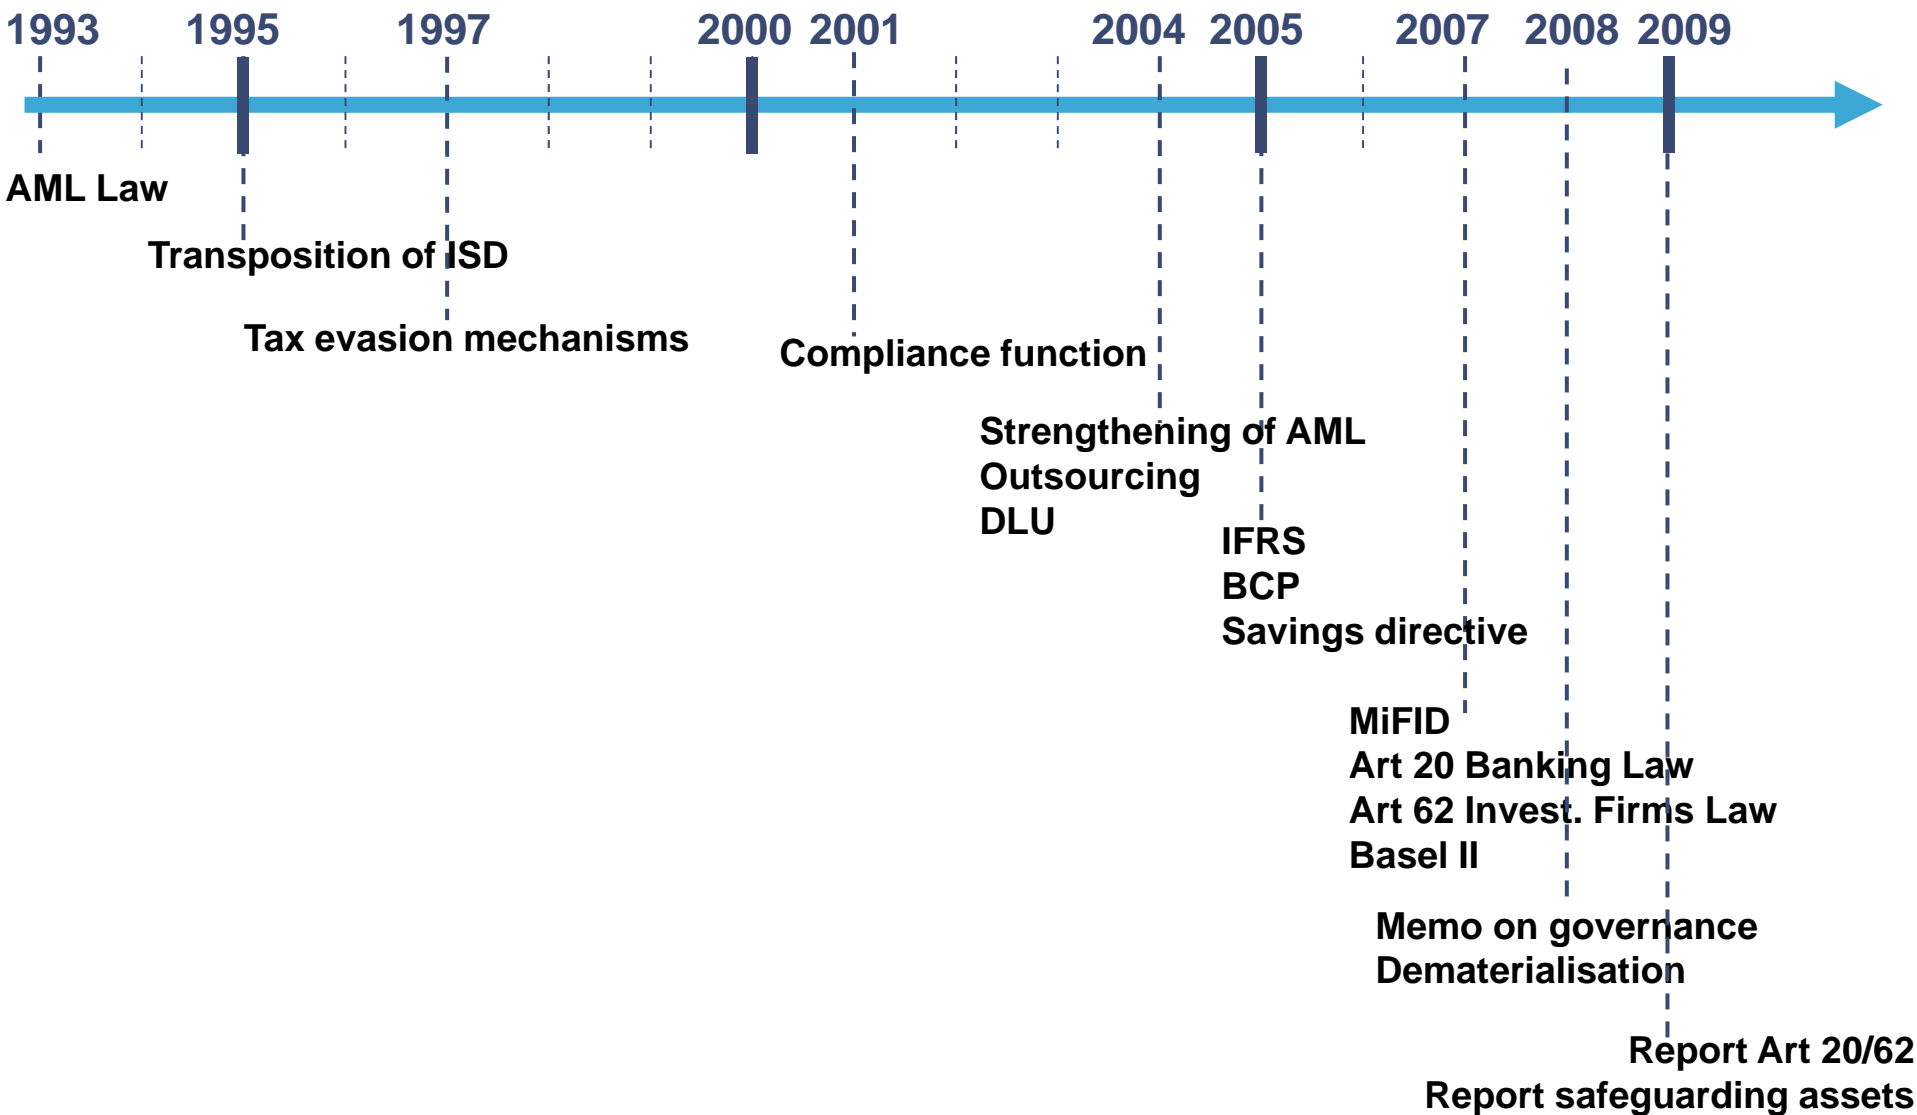 1993 1995 1997 2000 2001 2004 2005 2007 2008 2009
AML Law
Transposition of ISD
Tax evasion mechanisms
Compliance function
Strengthening of AML
Outsourcing
DLU
IFRS
BCP
Savings directive
MiFID
Art 20 Banking Law
Art 62 Invest. Firms Law
Basel II
Memo on governance
Dematerialisation
Report Art 20/62
Report safeguarding assets